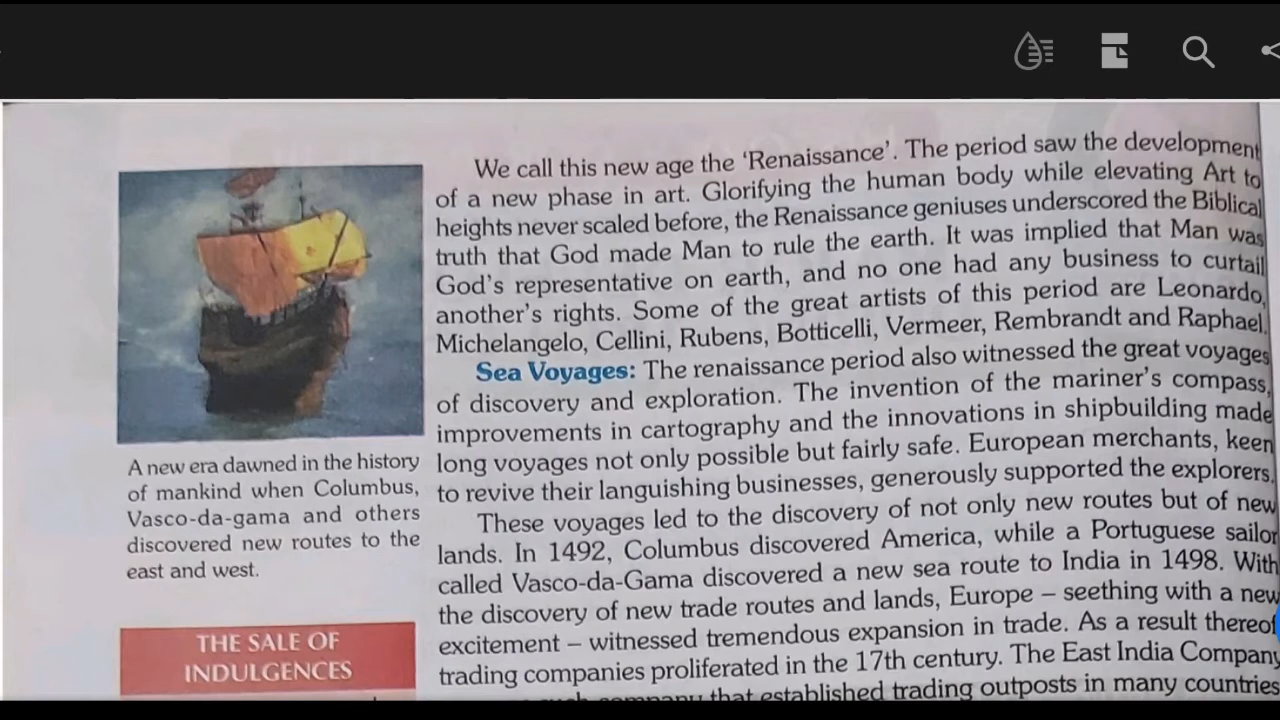 We call this new age the 'Renaissance'. The period saw the development
of a new phase in art. Glorifying the human body while elevating Art to
heights never scaled before, the Renaissance geniuses underscored the Biblical
truth that God made Man to rule the earth. It was implied that Man was
God's representative on earth, and no one had any business to curtail
another's rights. Some of the great artists of this period are Leonardo,
Michelangelo, Cellini, Rubens, Botticelli, Vermeer, Rembrandt and Raphael.
Sea Voyages: The renaissance period also witnessed the great voyages
of discovery and exploration. The invention of the mariner's compass,
improvements in cartography and the innovations in shipbuilding made
long voyages not only possible but fairly safe. European merchants, keen
to revive their languishing businesses, generously supported the explorers.
These voyages led to the discovery of not only new routes but of new
lands. In 1492, Columbus discovered America, while a Portuguese sailor
called Vasco-da-Gama discovered a new sea route to India in 1498. With
the discovery of new trade routes and lands, Europe – seething with a new
excitement – witnessed tremendous expansion in trade. As a result thereof
trading companies proliferated in the 17th century. The East India Company
such company that established trading outposts in many countries
A new era dawned in the history
of mankind when Columbus,
Vasco-da-gama and others
discovered new routes to the
east and west.
THE SALE OF
INDULGENCES